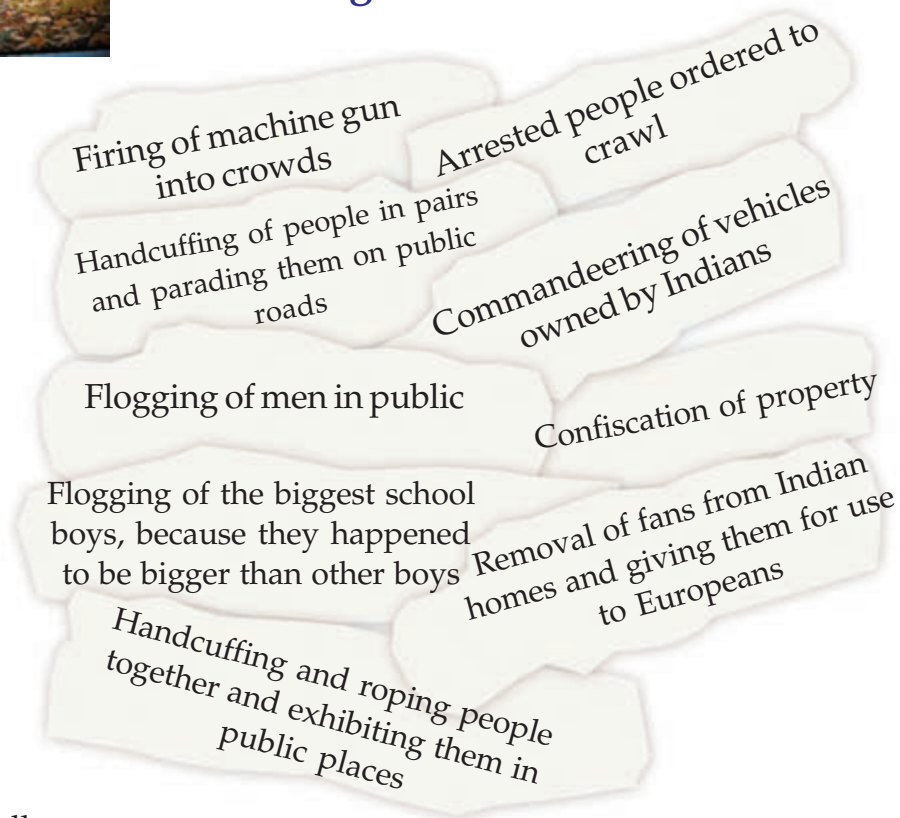 Firing of machine gun
into crowds
Arrested people ordered to
crawl
Handcuffing of people in pairs
and parading them on public
roads
Commandeering of vehicles
owned by Indians
Flogging of men in public
Confiscation of property
Flogging of the biggest school
boys, because they happened
to be bigger than other boys
Removal of fans from Indian
homes and giving them for use
to Europeans
Handcuffing and roping people
together and exhibiting them in
public places